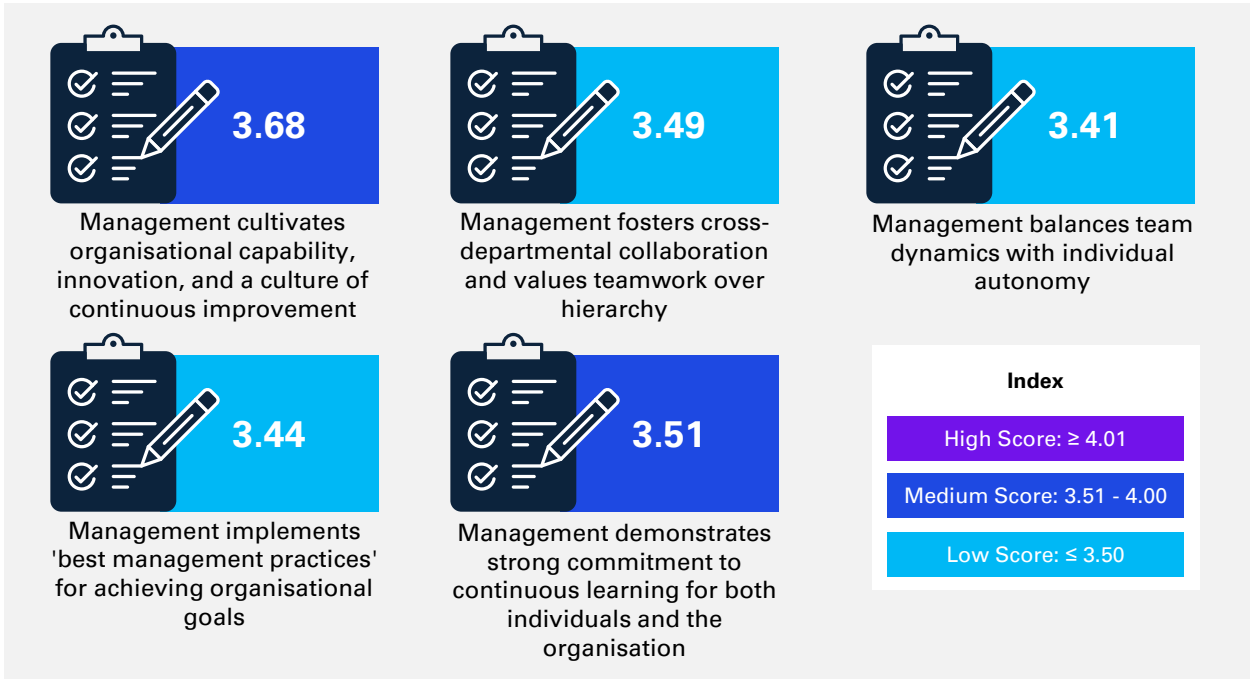 3.68
Management cultivates
organisational capability,
innovation, and a culture of
continuous improvement
3.49
Management fosters cross-
departmental collaboration
and values teamwork over
hierarchy
3.41
Management balances team
dynamics with individual
autonomy
3.44
Management implements
'best management practices'
for achieving organisational
goals
3.51
Management demonstrates
strong commitment to
continuous learning for both
individuals and the
organisation
Index
High Score: ≥ 4.01
Medium Score: 3.51 - 4.00
Low Score: ≤ 3.50